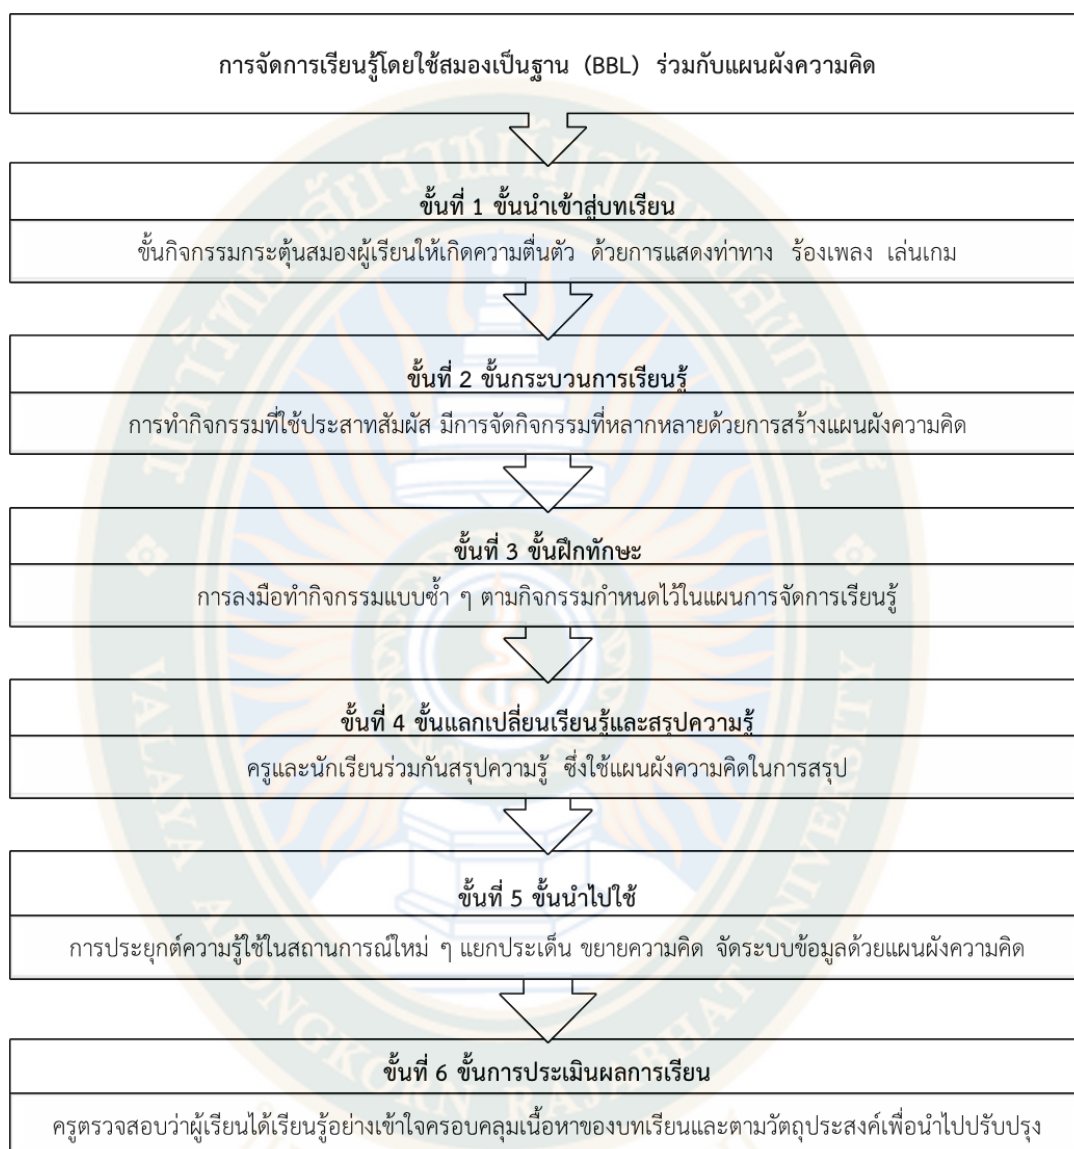 การจัดการเรียนรู้โดยใช้สมองเป็นฐาน (BBL) ร่วมกับแผนผังความคิด
ขั้นที่ 1 ขั้นนำเข้าสู่บทเรียน
ขั้นกิจกรรมกระตุ้นสมองผู้เรียนให้เกิดความตื่นตัว ด้วยการแสดงท่าทาง ร้องเพลง เล่นเกม
ขั้นที่ 2 ขั้นกระบวนการเรียนรู้
การทำกิจกรรมที่ใช้ประสาทสัมผัส มีการจัดกิจกรรมที่หลากหลายด้วยการสร้างแผนผังความคิด
ขั้นที่ 3 ขั้นฝึกทักษะ
การลงมือทำกิจกรรมแบบซ้ำ ๆ ตามกิจกรรมกำหนดไว้ในแผนการจัดการเรียนรู้
ขั้นที่ 4 ขั้นแลกเปลี่ยนเรียนรู้และสรุปความรู้
ครูและนักเรียนร่วมกันสรุปความรู้ ซึ่งใช้แผนผังความคิดในการสรุป
ขั้นที่ 5 ขั้นนำไปใช้
การประยุกต์ความรู้ใช้ในสถานการณ์ใหม่ ๆ แยกประเด็น ขยายความคิด จัดระบบข้อมูลด้วยแผนผังความคิด
ขั้นที่ 6 ขั้นการประเมินผลการเรียน
ครูตรวจสอบว่าผู้เรียนได้เรียนรู้อย่างเข้าใจครอบคลุมเนื้อหาของบทเรียนและตามวัตถุประสงค์เพื่อนำไปปรับปรุง
VALAYA ALONGKORN RAJABHAT UNIVERSITY